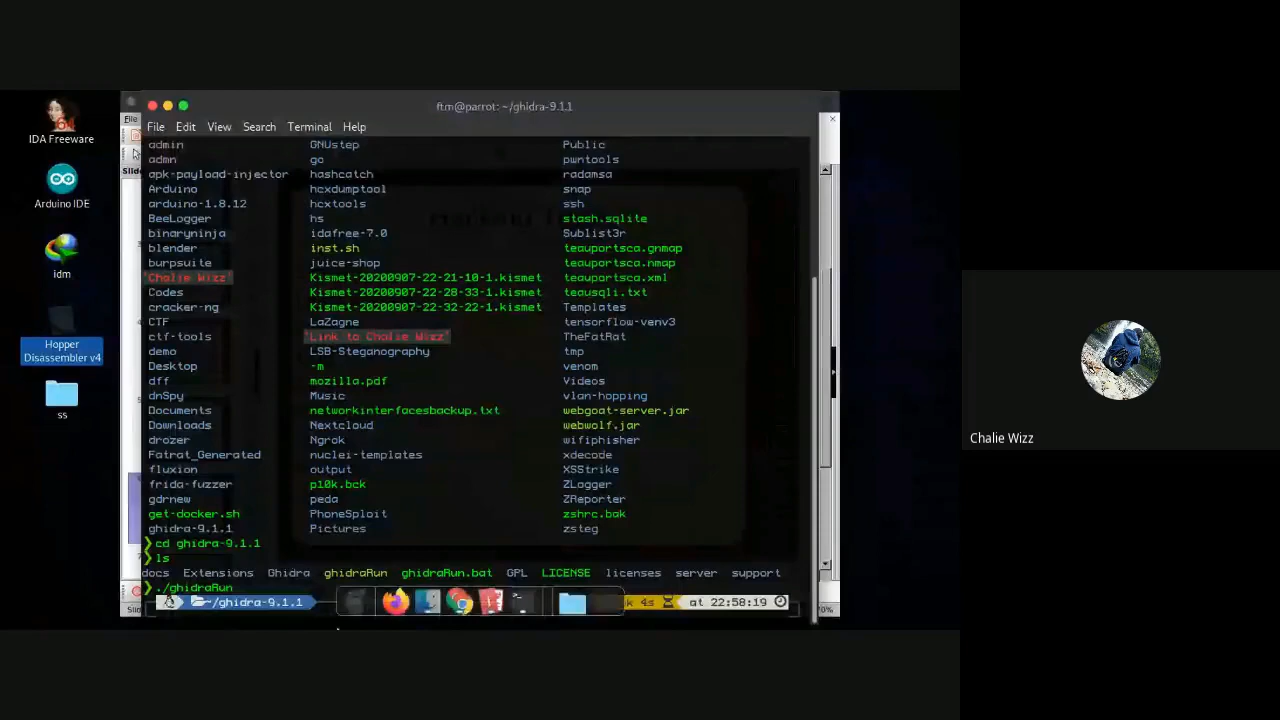 IDA Freeware
Arduino IDE
idm
Hopper
Disassembler v4
ss
File
Slide
Slid
ftm@parrot: ~/ghidra-9.1.1
File Edit View Search Terminal Help
admin GNUstep Public
admn go pwntools
apk-payload-injector hashcatch radamsa
Arduino hcxdumptool snap
arduino-1.8.12 hcxtools ssh
BeeLogger hs stash.sqlite
binaryninja idafree-7.0 Sublist3r
blender inst.sh teauportsca.gnmap
burpsuite juice-shop teauportsca.nmap
'Chalie Wizz' Kismet-20200907-22-21-10-1.kismet teauportsca.xml
Codes Kismet-20200907-22-28-33-1.kismet teausqli.txt
cracker-ng Kismet-20200907-22-32-22-1.kismet Templates
CTF LaZagne tensorflow-venv3
ctf-tools 'Link to Chalie Wizz' TheFatRat
demo LSB-Steganography tmp
Desktop -m venom
dff mozilla.pdf Videos
dnSpy Music vlan-hopping
Documents networkinterfacesbackup.txt webgoat-server.jar
Downloads Nextcloud webwolf.jar
drozer Ngrok wifiphisher
Fatrat_Generated nuclei-templates xdecode
fluxion output XSStrike
frida-fuzzer p10k.bck ZLogger
gdrnew peda ZReporter
get-docker.sh PhoneSploit zshrc.bak
ghidra-9.1.1 Pictures zsteg
❯ cd ghidra-9.1.1
❯ ls
docs Extensions Ghidra ghidraRun ghidraRun.bat GPL LICENSE licenses server support
❯ ./ghidraRun
~/ghidra-9.1.1 4s at 22:58:19
Chalie Wizz